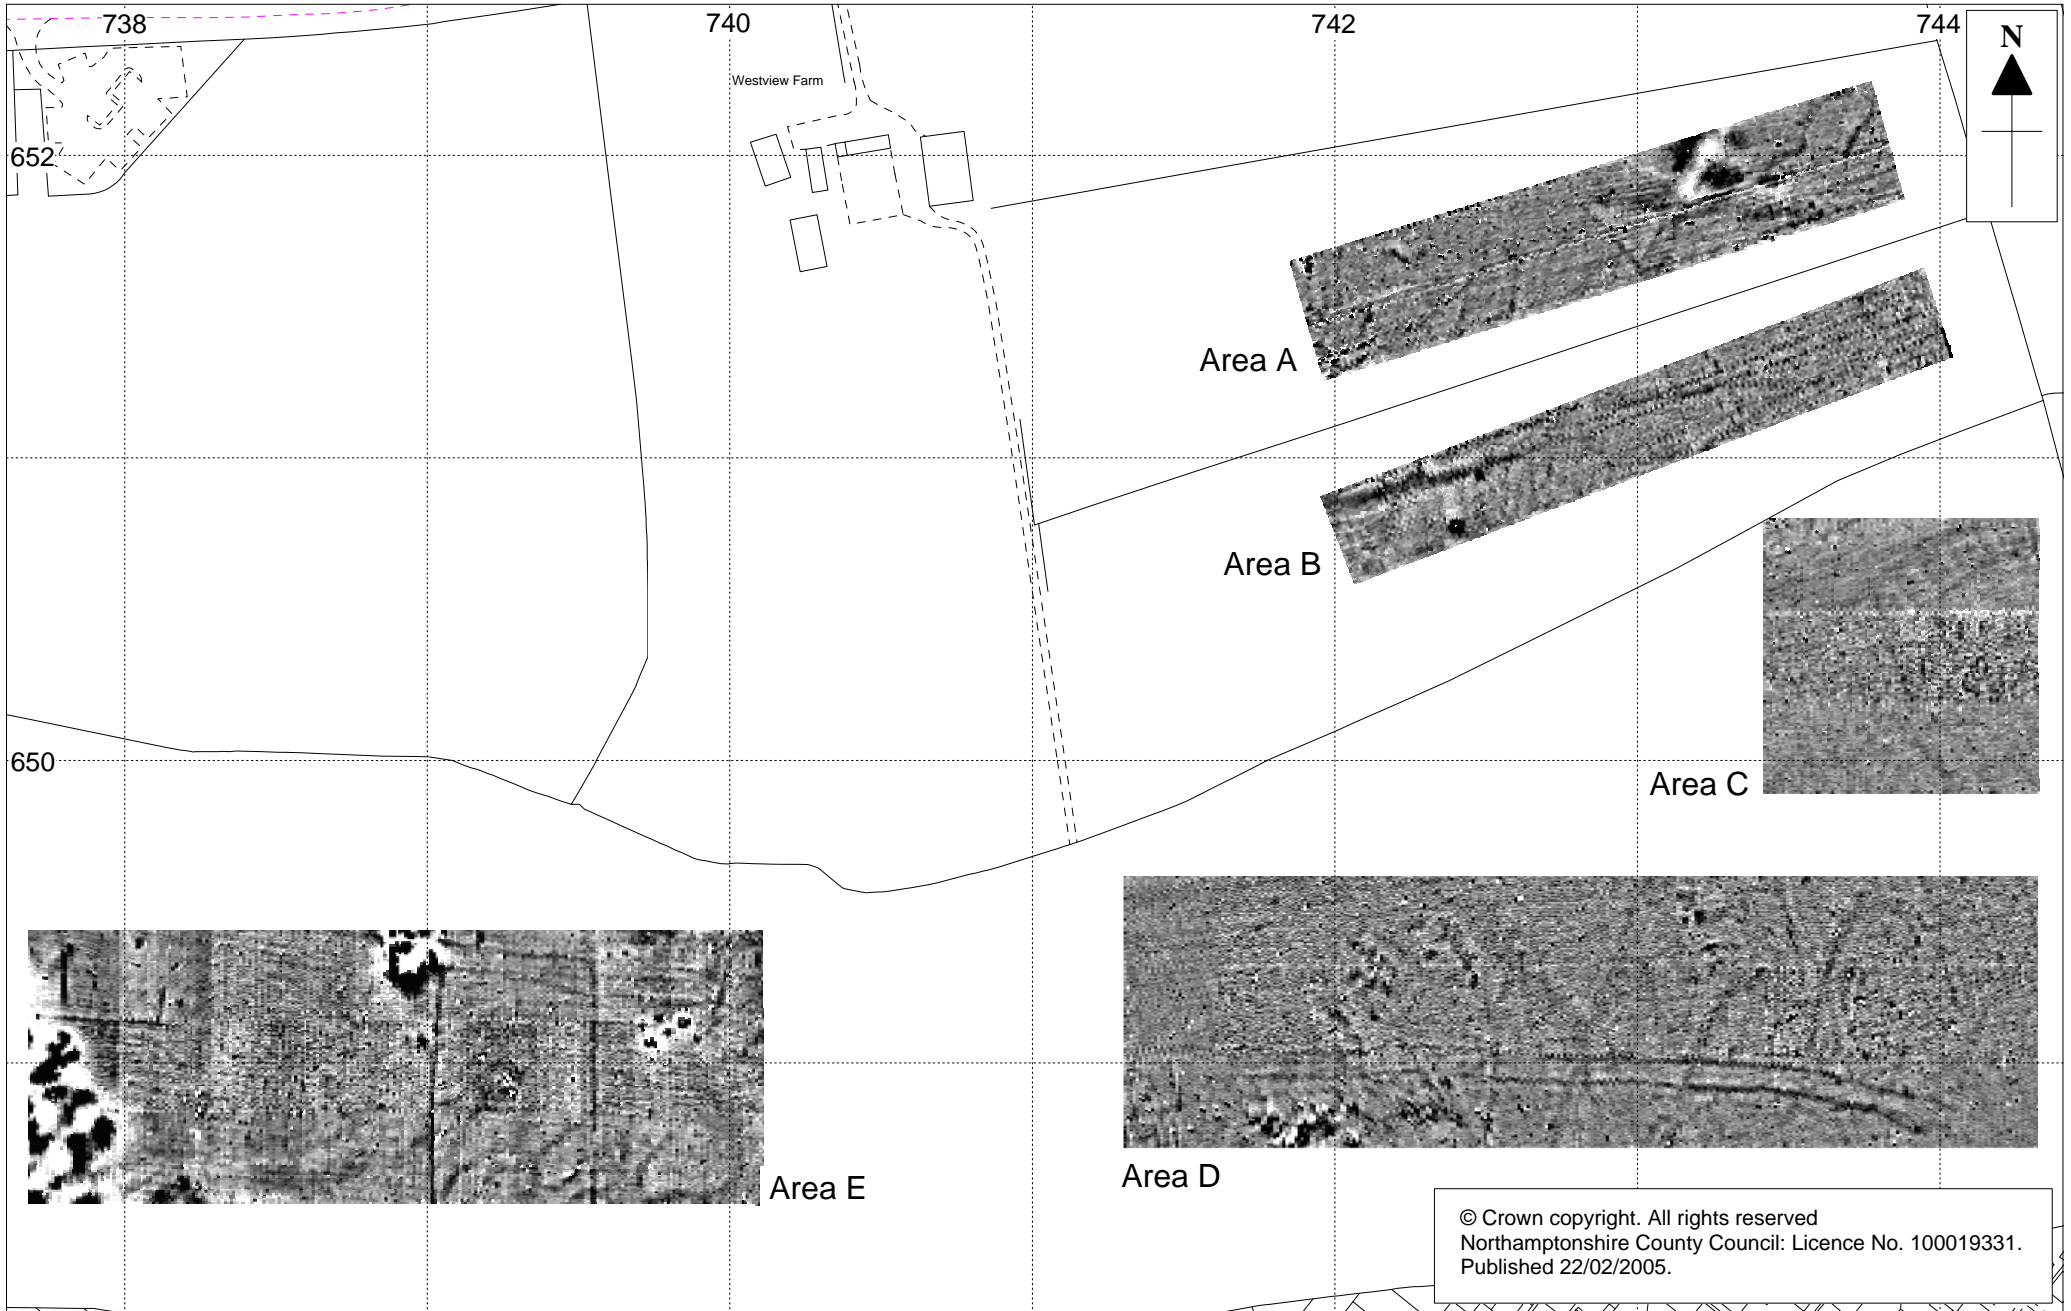 738
740
742
744
N
Westview Farm
652
Area A
Area B
650
Area C
Area D
Area E
© Crown copyright. All rights reserved
Northamptonshire County Council: Licence No. 100019331.
Published 22/02/2005.